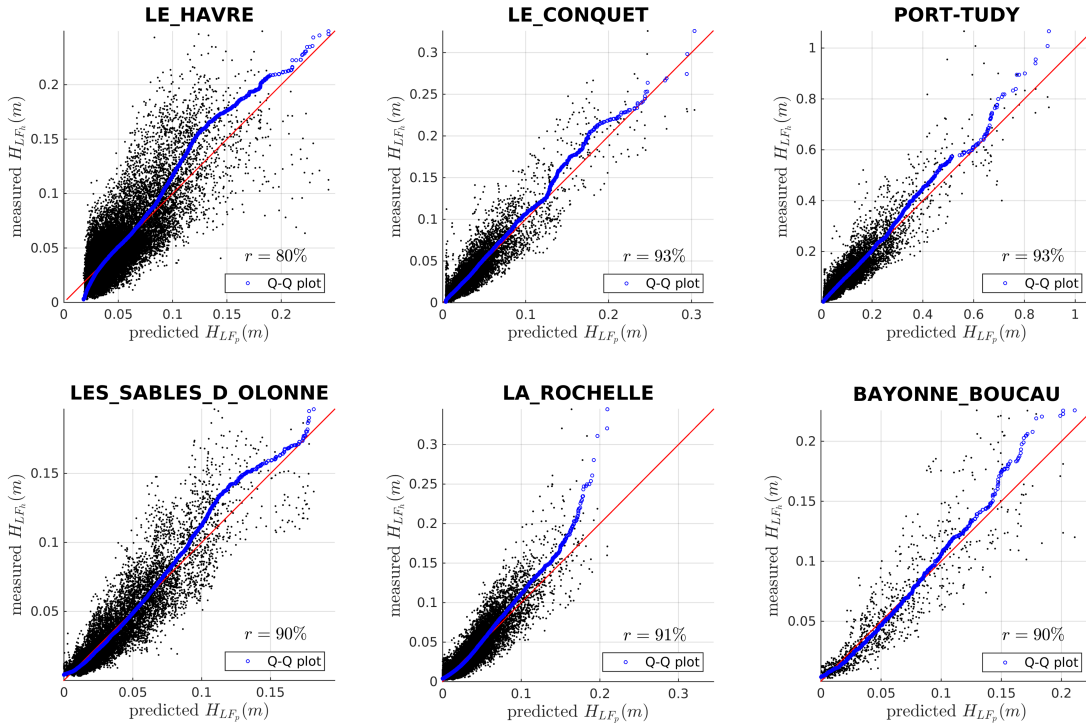 LE_HAVRE
measured H_{LF_h}(m)
0.2
0.15
0.1
0.05
0
r = 80%
Q-Q plot
0 0.05 0.1 0.15 0.2
predicted H_{LF_p}(m)
LE_CONQUET
measured H_{LF_h}(m)
0.3
0.25
0.2
0.15
0.1
0.05
0
r = 93%
Q-Q plot
0 0.1 0.2 0.3
predicted H_{LF_p}(m)
PORT-TUDY
measured H_{LF_h}(m)
1
0.8
0.6
0.4
0.2
r = 93%
Q-Q plot
0 0.2 0.4 0.6 0.8 1
predicted H_{LF_p}(m)
LES_SABLES_D_OLONNE
measured H_{LF_h}(m)
0.15
0.1
0.05
r = 90%
Q-Q plot
0 0.05 0.1 0.15
predicted H_{LF_p}(m)
LA_ROCHELLE
measured H_{LF_h}(m)
0.3
0.25
0.2
0.15
0.1
0.05
0
r = 91%
Q-Q plot
0 0.1 0.2 0.3
predicted H_{LF_p}(m)
BAYONNE_BOUCAU
measured H_{LF_h}(m)
0.2
0.15
0.1
0.05
r = 90%
Q-Q plot
0 0.05 0.1 0.15 0.2
predicted H_{LF_p}(m)